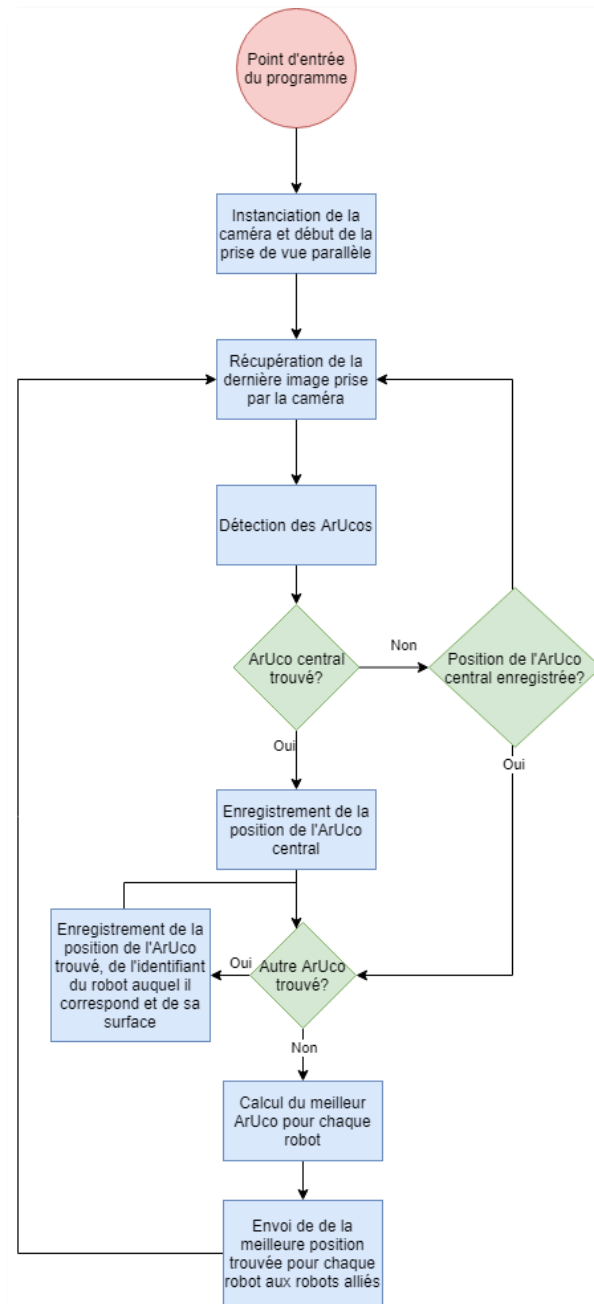 Point d'entrée
du programme
Instanciation de la
caméra et début de la
prise de vue parallèle
Récupération de la
dernière image prise
par la caméra
Détection des ArUcos
ArUco central
trouvé?
Non
Position de l'ArUco
central enregistrée?
Oui
Oui
Enregistrement de la
position de l'ArUco
central
Enregistrement de la
position de l'ArUco
trouvé, de l'identifiant
du robot auquel il
correspond et de sa
surface
Oui
Autre ArUco
trouvé?
Non
Calcul du meilleur
ArUco pour chaque
robot
Envoi de de la
meilleure position
trouvée pour chaque
robot aux robots alliés